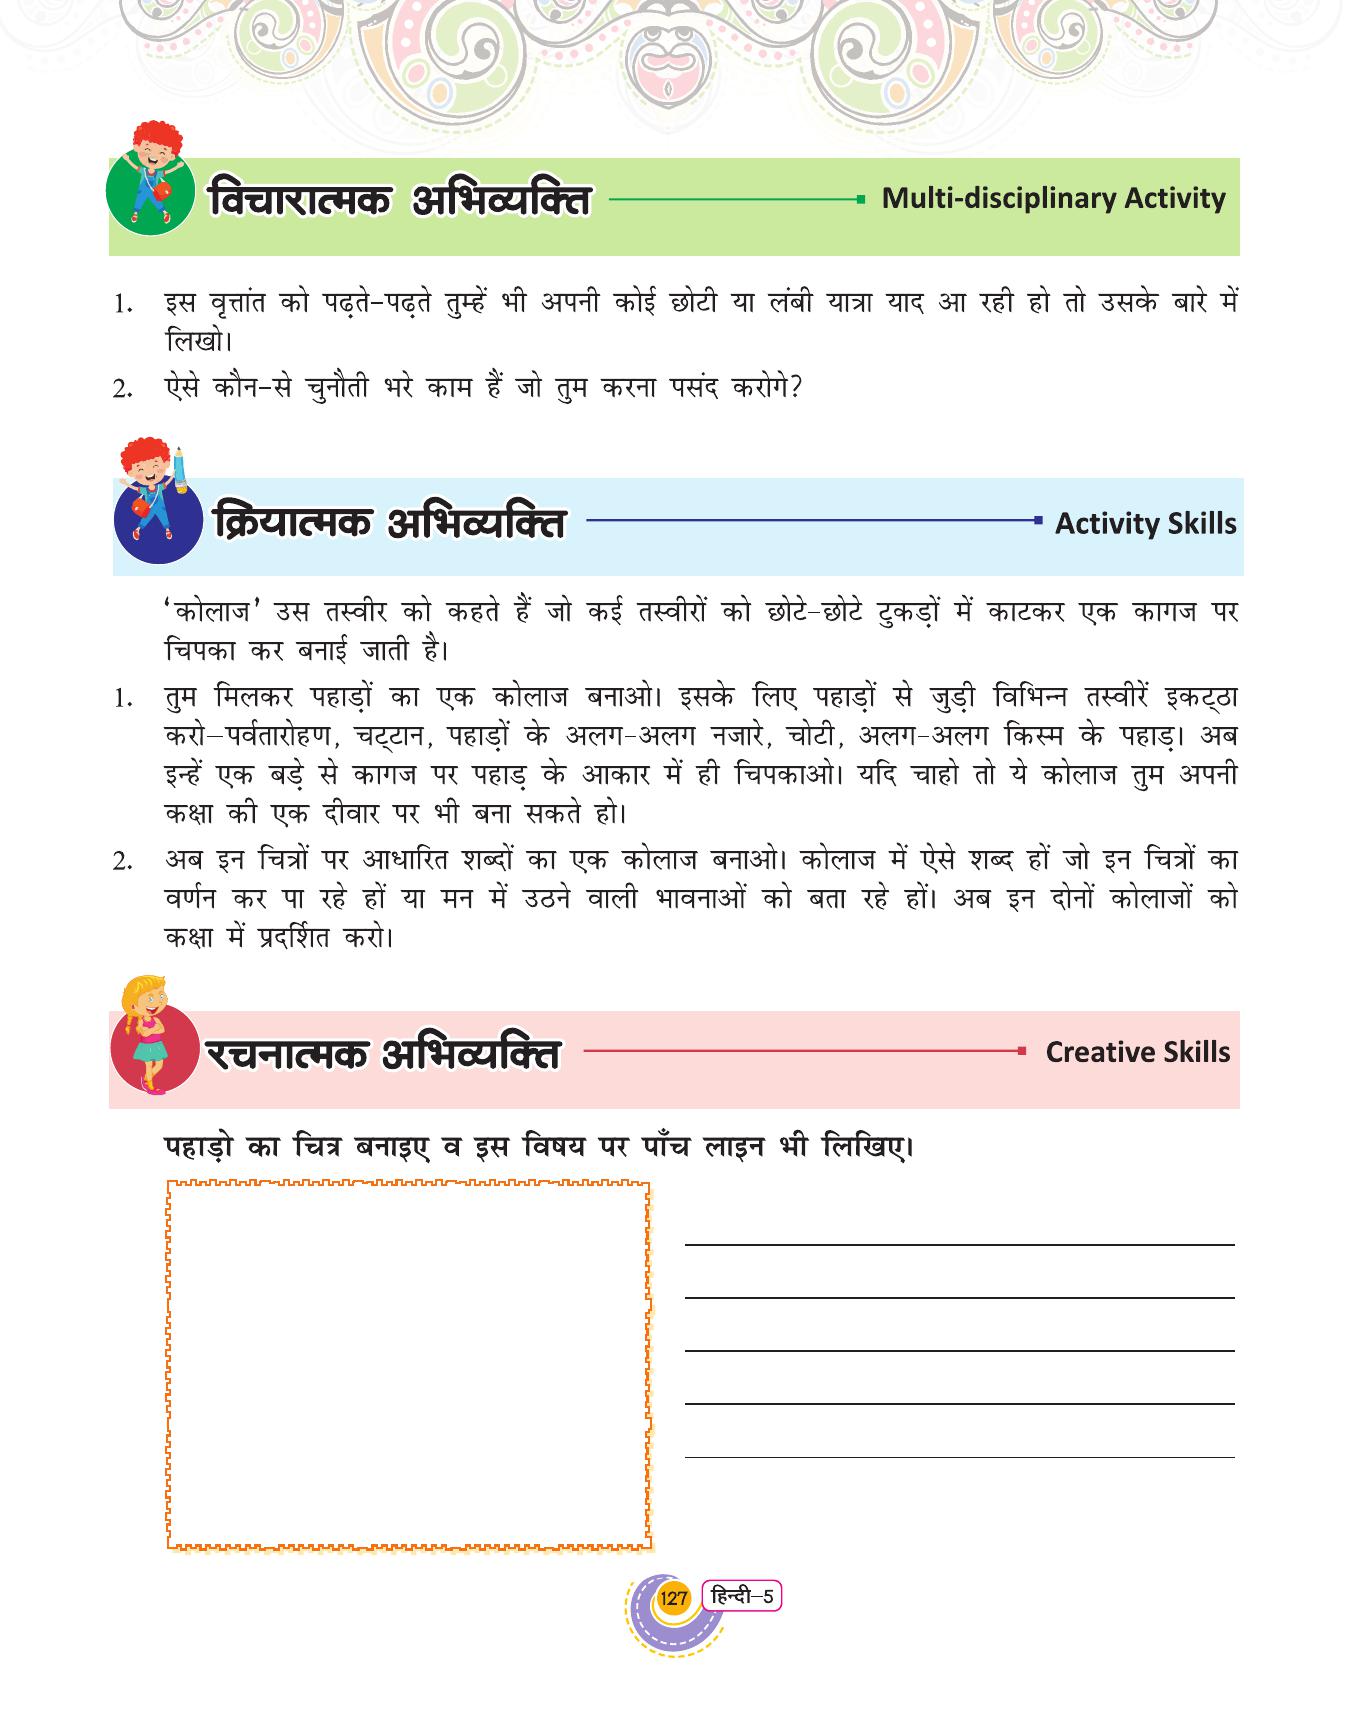 विचारात्मक अभिव्यक्ति Multi-disciplinary Activity
1. इस वृत्तांत को पढ़ते-पढ़ते तुम्हें भी अपनी कोई छोटी या लंबी यात्रा याद आ रही हो तो उसके बारे में
लिखो।
2. ऐसे कौन-से चुनौती भरे काम हैं जो तुम करना पसंद करोगे?
क्रियात्मक अभिव्यक्ति Activity Skills
‘कोलाज’ उस तस्वीर को कहते हैं जो कई तस्वीरों को छोटे-छोटे टुकड़ों में काटकर एक कागज पर
चिपका कर बनाई जाती है।
1. तुम मिलकर पहाड़ों का एक कोलाज बनाओ। इसके लिए पहाड़ों से जुड़ी विभिन्न तस्वीरें इकट्ठा
करो—पर्वतारोहण, चट्टान, पहाड़ों के अलग-अलग नजारे, चोटी, अलग-अलग किस्म के पहाड़। अब
इन्हें एक बड़े से कागज पर पहाड़ के आकार में ही चिपकाओ। यदि चाहो तो ये कोलाज तुम अपनी
कक्षा की एक दीवार पर भी बना सकते हो।
2. अब इन चित्रों पर आधारित शब्दों का एक कोलाज बनाओ। कोलाज में ऐसे शब्द हों जो इन चित्रों का
वर्णन कर पा रहे हों या मन में उठने वाली भावनाओं को बता रहे हों। अब इन दोनों कोलाजों को
कक्षा में प्रदर्शित करो।
रचनात्मक अभिव्यक्ति Creative Skills
पहाड़ो का चित्र बनाइए व इस विषय पर पाँच लाइन भी लिखिए।
127 हिन्दी–5